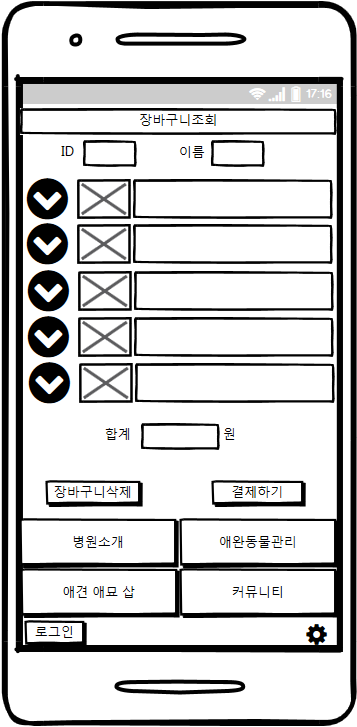 17:16
장바구니조회
ID 이름
합계 원
장바구니삭제 결제하기
병원소개 애완동물관리
애견 애묘 샵 커뮤니티
로그인